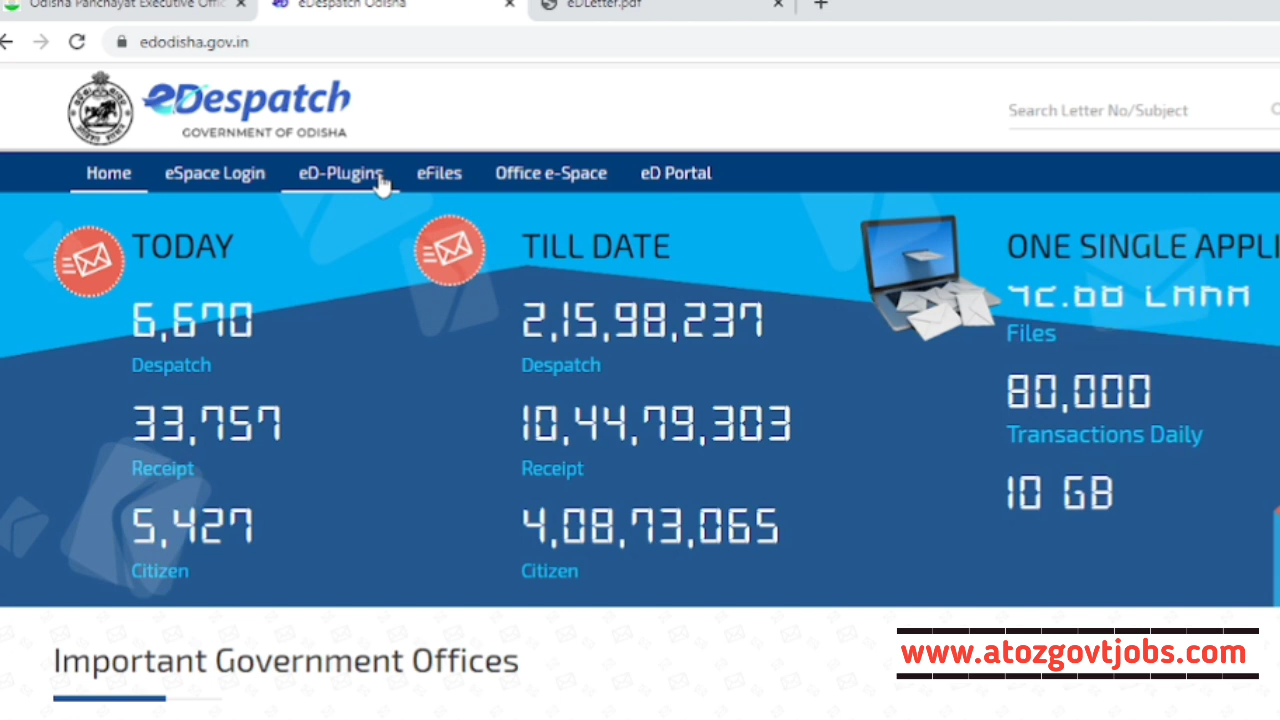 Odisha Panchayat Executive Offic
eDespatch Odisha
eDLetter.pdf
edodisha.gov.in
eDespatch
GOVERNMENT OF ODISHA
Search Letter No/Subject
Home eSpace Login eD-Plugins eFiles Office e-Space eD Portal
TODAY
6,670
Despatch
33,757
Receipt
5,427
Citizen
TILL DATE
2,15,98,237
Despatch
10,44,79,303
Receipt
4,08,73,065
Citizen
ONE SINGLE APPLI
Files
80,000
Transactions Daily
10 GB
Important Government Offices
www.atozgovtjobs.com